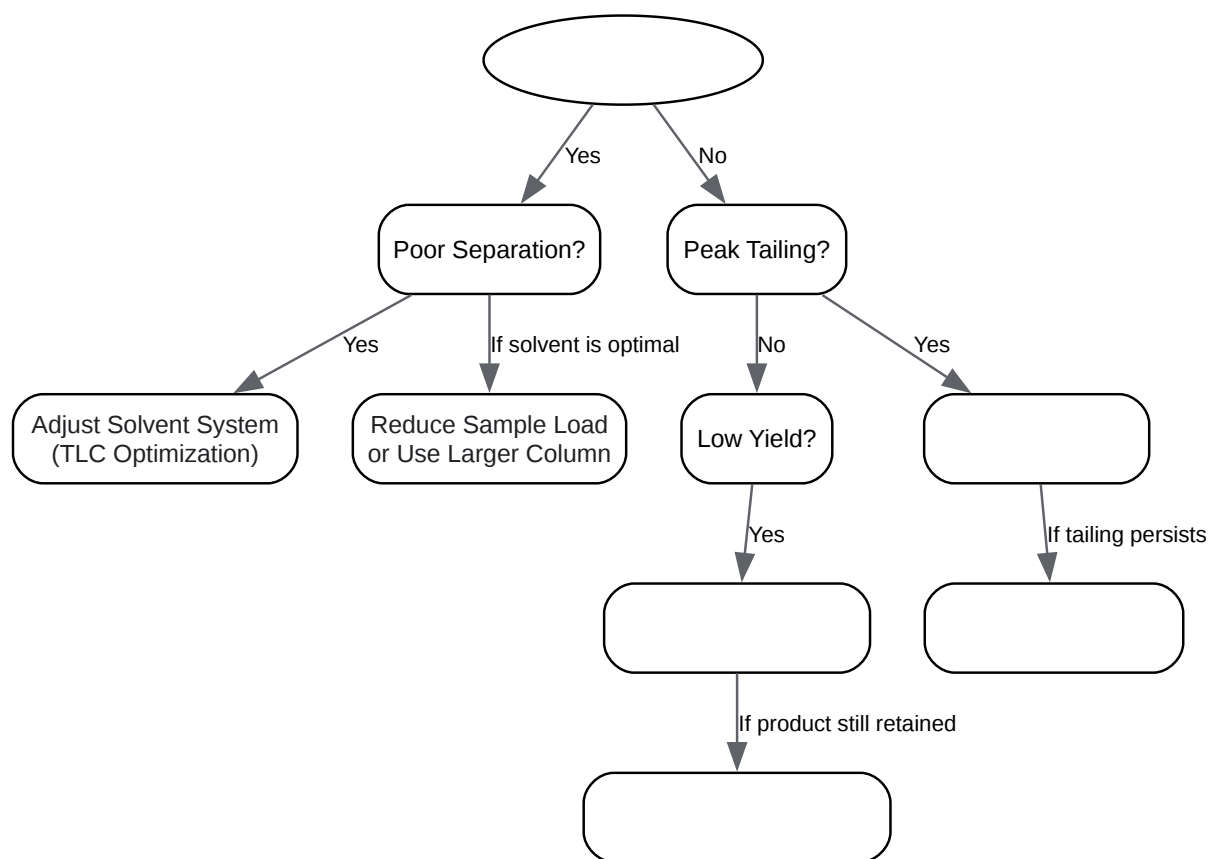 Yes
No
Poor Separation?
Peak Tailing?
Yes
If solvent is optimal
No
Yes
Adjust Solvent System
(TLC Optimization)
Reduce Sample Load
or Use Larger Column
Low Yield?
Yes
If tailing persists
If product still retained